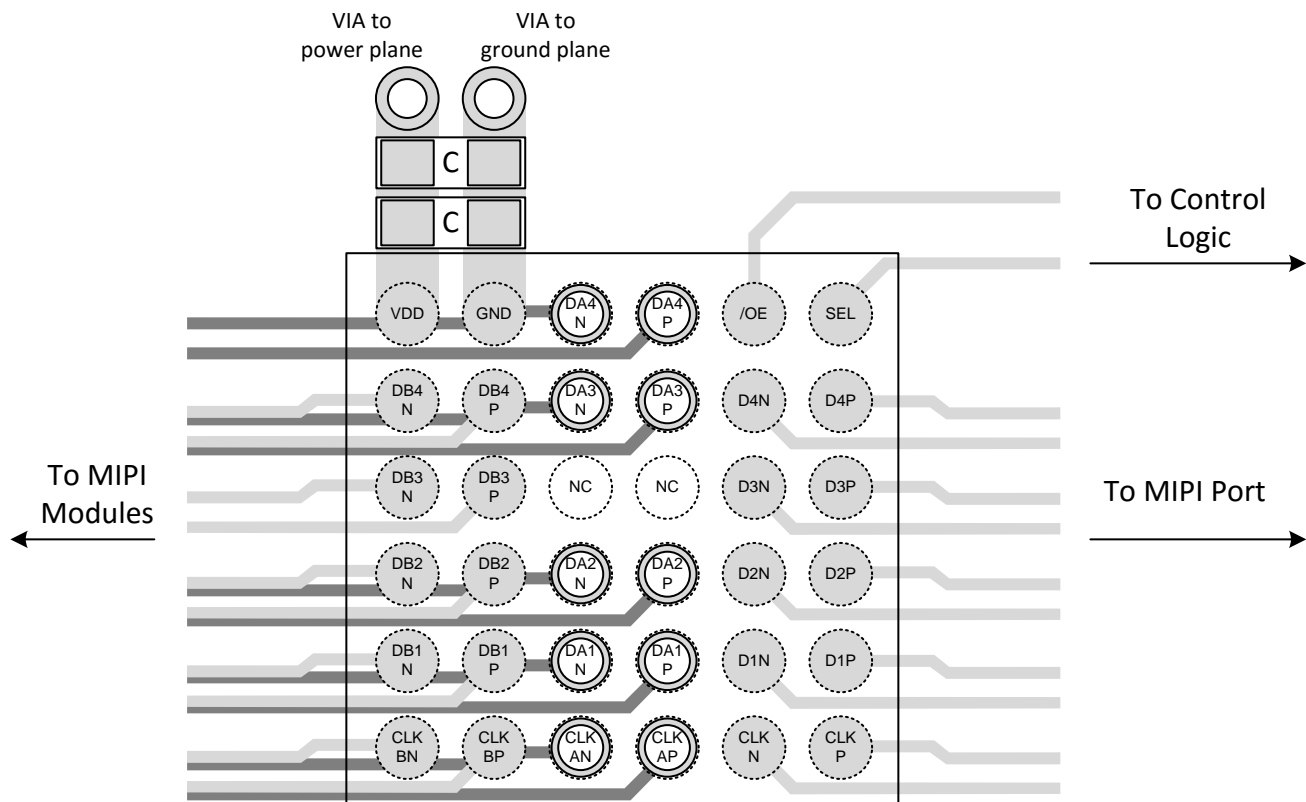 VIA to
power plane
VIA to
ground plane
C
C
To Control
Logic
VDD
GND
DA4
N
DA4
P
/OE
SEL
DB4
N
DB4
P
DA3
N
DA3
P
D4N
D4P
To MIPI
Modules
DB3
N
DB3
P
NC
NC
D3N
D3P
To MIPI Port
DB2
N
DB2
P
DA2
N
DA2
P
D2N
D2P
DB1
N
DB1
P
DA1
N
DA1
P
D1N
D1P
CLK
BN
CLK
BP
CLK
AN
CLK
AP
CLK
N
CLK
P